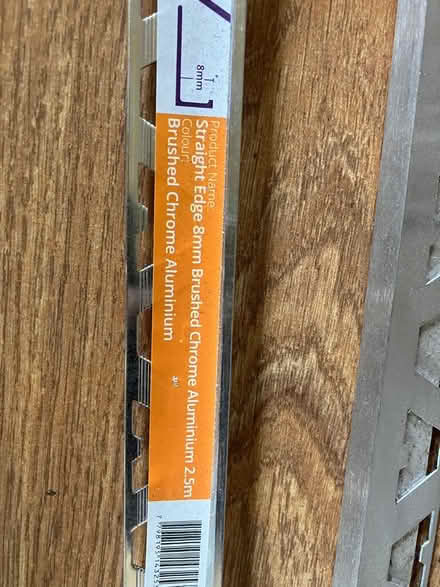 8mm
Product Name:
Straight Edge 8mm Brushed Chrome Aluminium 2.5m
Colour:
Brushed Chrome Aluminium